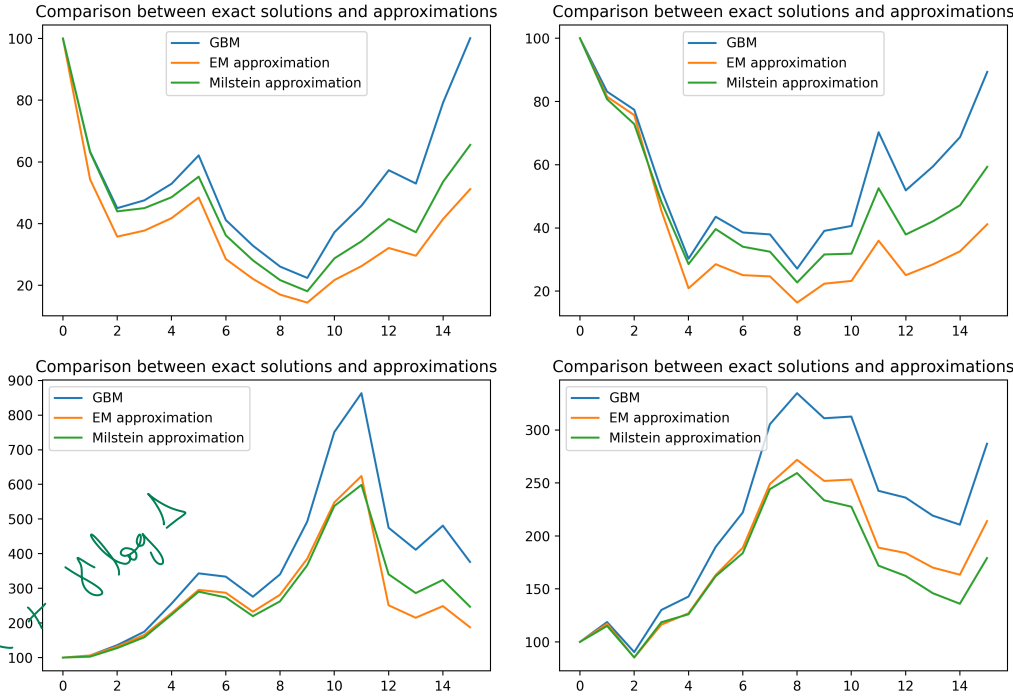 Comparison between exact solutions and approximations
GBM
EM approximation
Milstein approximation
100
80
60
40
20
0 2 4 6 8 10 12 14
Comparison between exact solutions and approximations
GBM
EM approximation
Milstein approximation
100
80
60
40
20
0 2 4 6 8 10 12 14
Comparison between exact solutions and approximations
GBM
EM approximation
Milstein approximation
900
800
700
600
500
400
300
200
100
0 2 4 6 8 10 12 14
Comparison between exact solutions and approximations
GBM
EM approximation
Milstein approximation
300
250
200
150
100
0 2 4 6 8 10 12 14